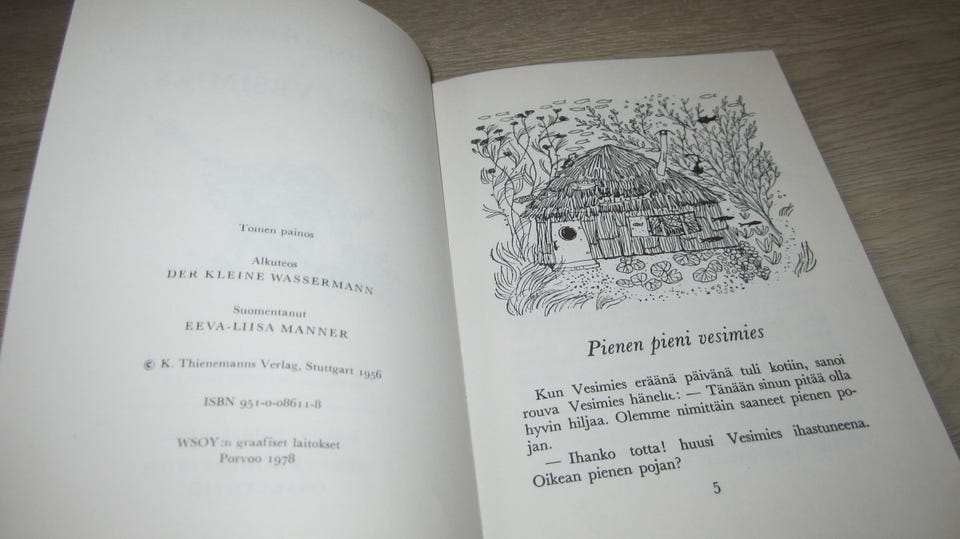 Toinen painos
Alkuteos
DER KLEINE WASSERMANN
Suomentanut
EEVA-LIISA MANNER
© K. Thienemanns Verlag, Stuttgart 1956
ISBN 951-0-08611-8
WSOY:n graafiset laitokset
Porvoo 1978
Pienen pieni vesimies
Kun Vesimies eräänä päivänä tuli kotiin, sanoi
rouva Vesimies hänelle: — Tänään sinun pitää olla
hyvin hiljaa. Olemme nimittäin saaneet pienen po-
jan.
— Ihanko totta! huusi Vesimies ihastuneena.
Oikean pienen pojan?
5